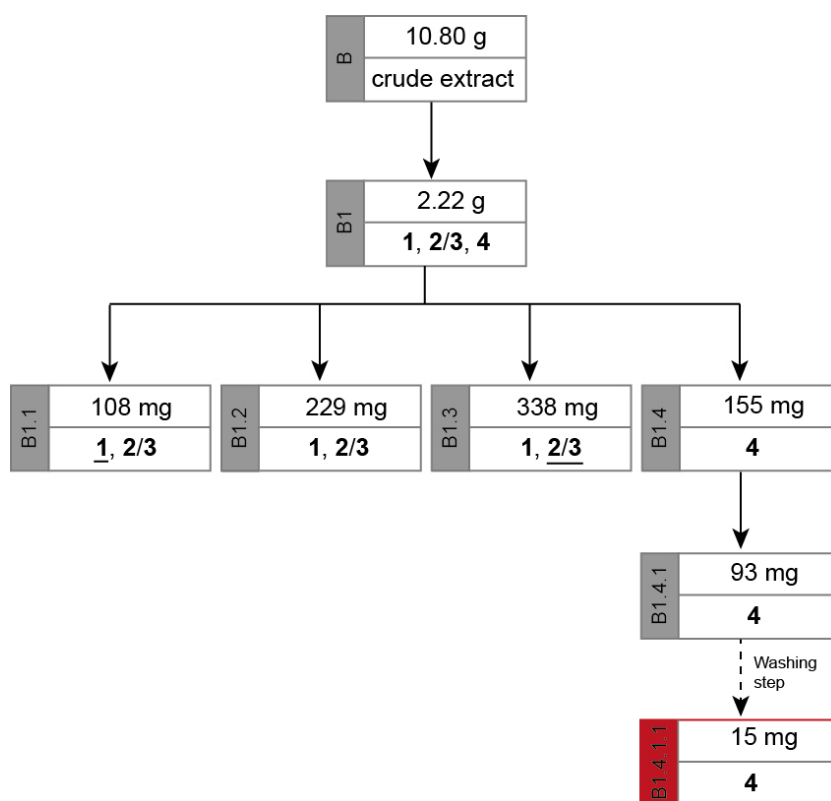 B
10.80 g
crude extract
B1
2.22 g
1, 2/3, 4
B1.1
108 mg
1, 2/3
B1.2
229 mg
1, 2/3
B1.3
338 mg
1, 2/3
B1.4
155 mg
4
B1.4.1
93 mg
4
Washing
step
B1.4.1.1
15 mg
4